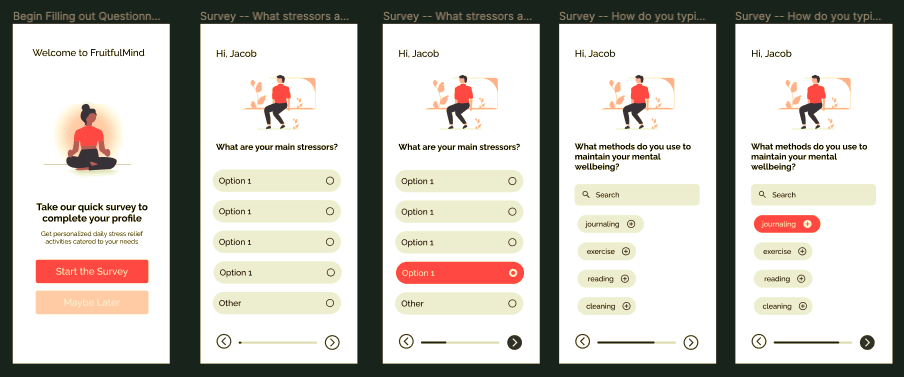 Begin Filling out Questionn...
Welcome to FruitfulMind
Take our quick survey to
complete your profile
Get personalized daily stress relief
activities catered to your needs
Start the Survey
Maybe Later
Survey -- What stressors a...
Hi, Jacob
What are your main stressors?
Option 1
Option 1
Option 1
Option 1
Other
Survey -- What stressors a...
Hi, Jacob
What are your main stressors?
Option 1
Option 1
Option 1
Option 1
Other
Survey -- How do you typi...
Hi, Jacob
What methods do you use to
maintain your mental
wellbeing?
Search
journaling
exercise
reading
cleaning
Survey -- How do you typi...
Hi, Jacob
What methods do you use to
maintain your mental
wellbeing?
Search
journaling
exercise
reading
cleaning